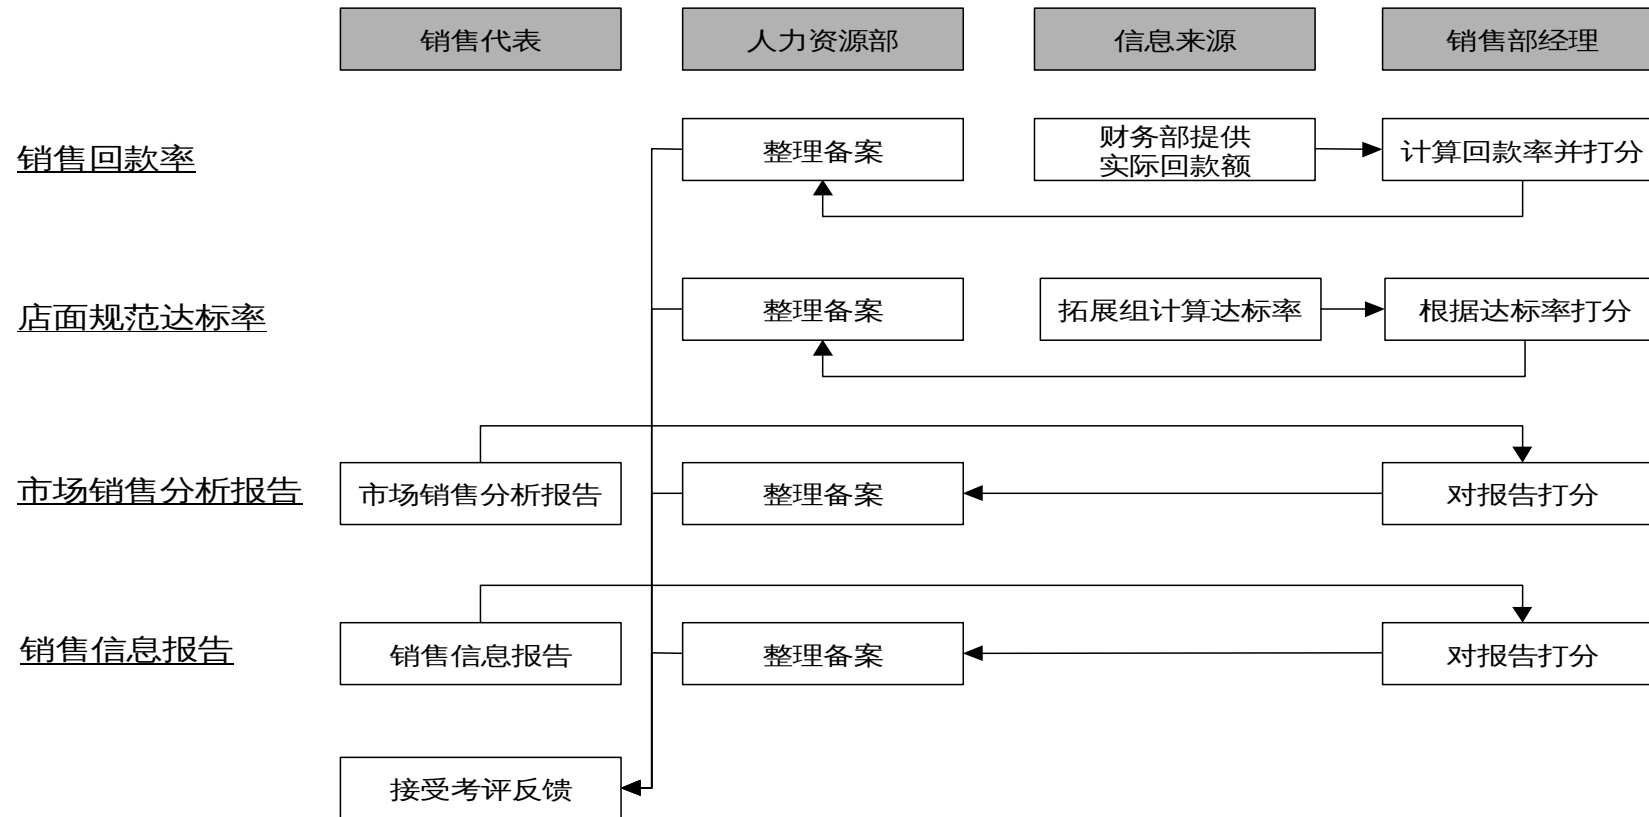 销售代表
人力资源部
信息来源
销售部经理
销售回款率
整理备案
财务部提供
实际回款额
计算回款率并打分
店面规范达标率
整理备案
拓展组计算达标率
根据达标率打分
市场销售分析报告
市场销售分析报告
整理备案
对报告打分
销售信息报告
销售信息报告
整理备案
对报告打分
接受考评反馈